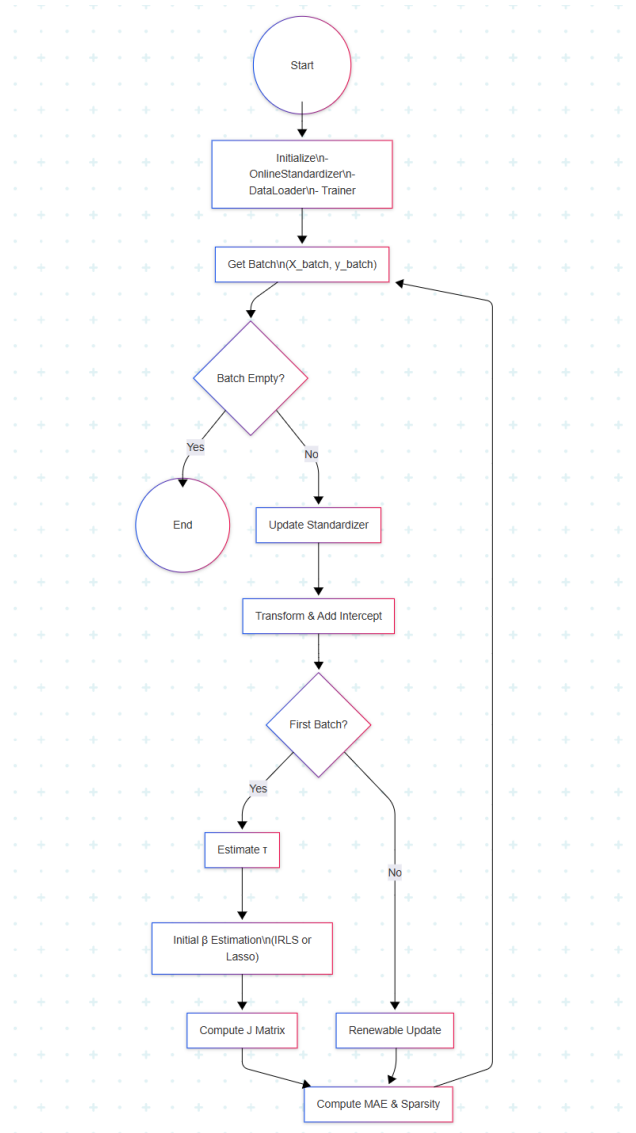 Start
Initialize\n-
OnlineStandardizer\n-
DataLoader\n- Trainer
Get Batch\n(X_batch, y_batch)
Batch Empty?
Yes
No
End
Update Standardizer
Transform & Add Intercept
First Batch?
Yes
Estimate τ
No
Initial β Estimation\n(IRLS or
Lasso)
Compute J Matrix
Renewable Update
Compute MAE & Sparsity